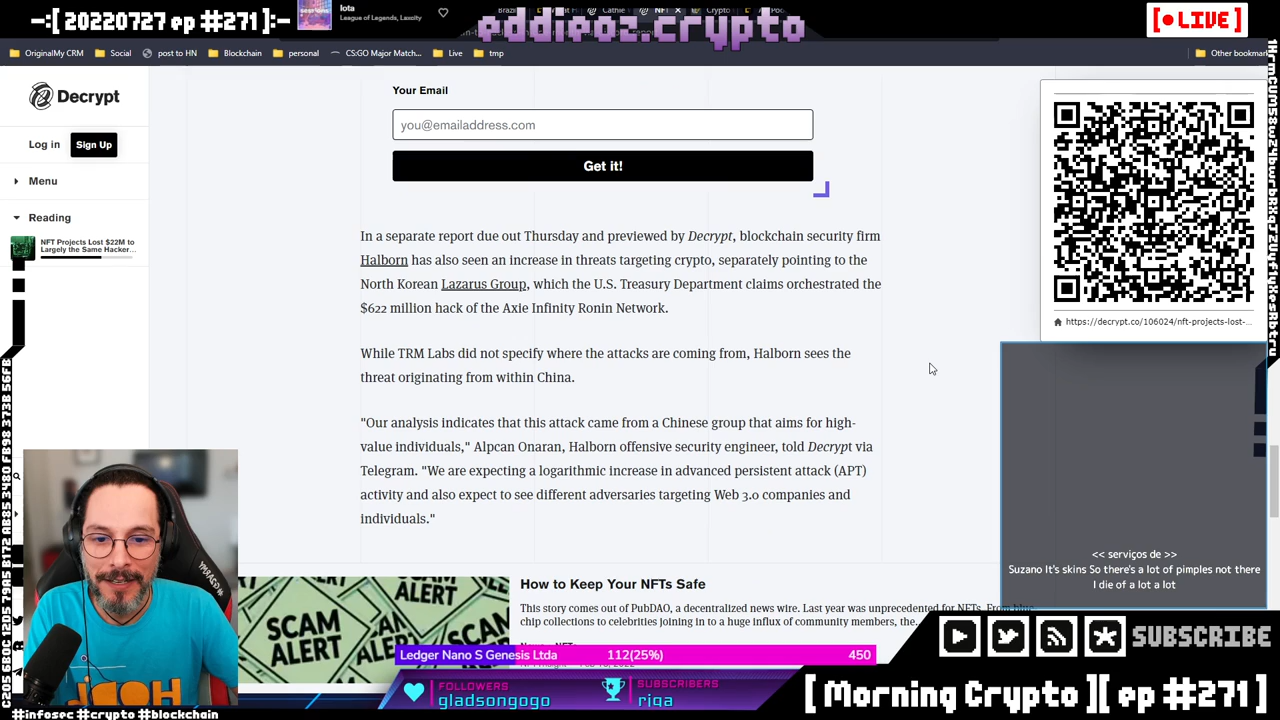 -:[ 20220727 ep #271 ]:-
Iota
League of Legends, Laxcity
Crypto
eddieoz.crypto
[● LIVE]
OriginalMy CRM
Social
post to HN
Blockchain
personal
CS:GO Major Match...
Live
tmp
Other bookmar
Decrypt
Log in
Sign Up
Menu
Reading
NFT Projects Lost $22M to
Largely the Same Hacker...
Your Email
you@emailaddress.com
Get it!
In a separate report due out Thursday and previewed by Decrypt, blockchain security firm
Halborn has also seen an increase in threats targeting crypto, separately pointing to the
North Korean Lazarus Group, which the U.S. Treasury Department claims orchestrated the
$622 million hack of the Axie Infinity Ronin Network.
While TRM Labs did not specify where the attacks are coming from, Halborn sees the
threat originating from within China.
"Our analysis indicates that this attack came from a Chinese group that aims for high-
value individuals," Alpcan Onaran, Halborn offensive security engineer, told Decrypt via
Telegram. "We are expecting a logarithmic increase in advanced persistent attack (APT)
activity and also expect to see different adversaries targeting Web 3.0 companies and
individuals."
https://decrypt.co/106024/nft-projects-lost-...
<< serviços de >>
Suzano It's skins So there's a lot of pimples not there
I die of a lot a lot
SCAM
ALERT
How to Keep Your NFTs Safe
This story comes out of PubDAO, a decentralized news wire. Last year was unprecedented for NFTs. From blue
chip collections to celebrities joining in to a huge influx of community members, the...
Ledger Nano S Genesis Ltda
112(25%)
450
FOLLOWERS
gladsongogo
SUBSCRIBERS
riga
SUBSCRIBE
[ Morning Crypto ][ ep #271 ]
#infosec #crypto #blockchain